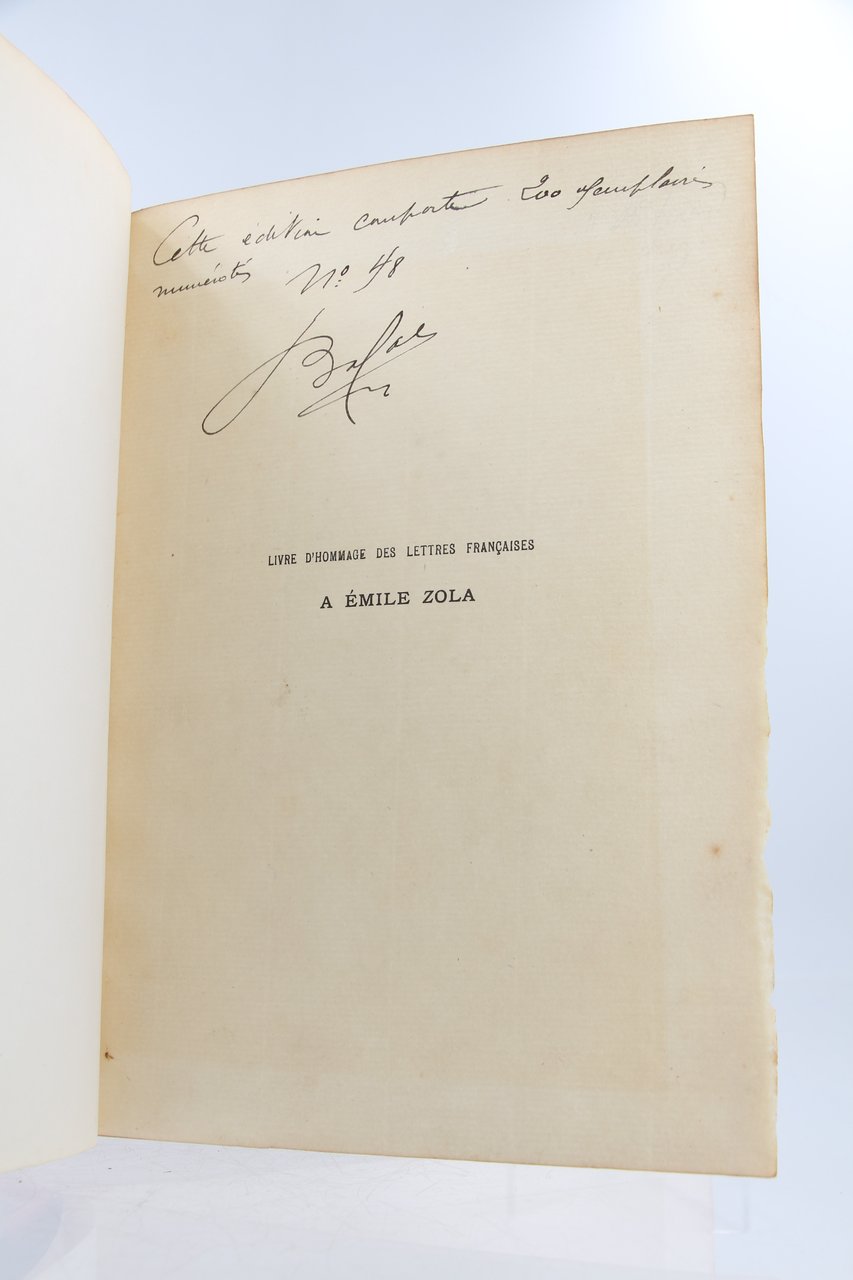 Cette édition comporte 200 exemplaires
numérotés Nº 48
LIVRE D'HOMMAGE DES LETTRES FRANÇAISES
A ÉMILE ZOLA